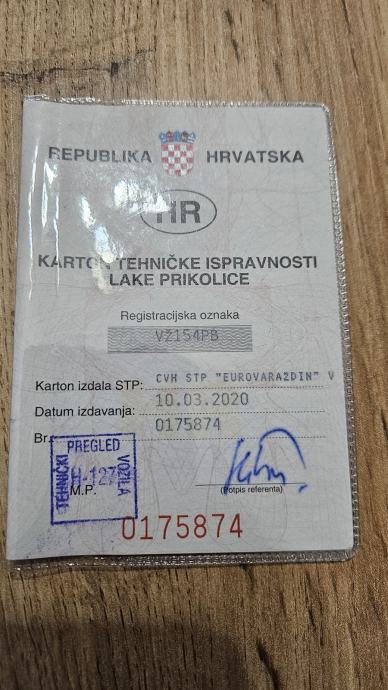 REPUBLIKA HRVATSKA
HR
KARTON TEHNIČKE ISPRAVNOSTI
LAKE PRIKOLICE
Registracijska oznaka
VŽ154PB
Karton izdala STP: CVH STP "EUROVARAŽDIN" V
Datum izdavanja: 10.03.2020
Br. 0175874
TEHNIČKI PREGLED VOZILA
M.P.
(Potpis referenta)
0175874